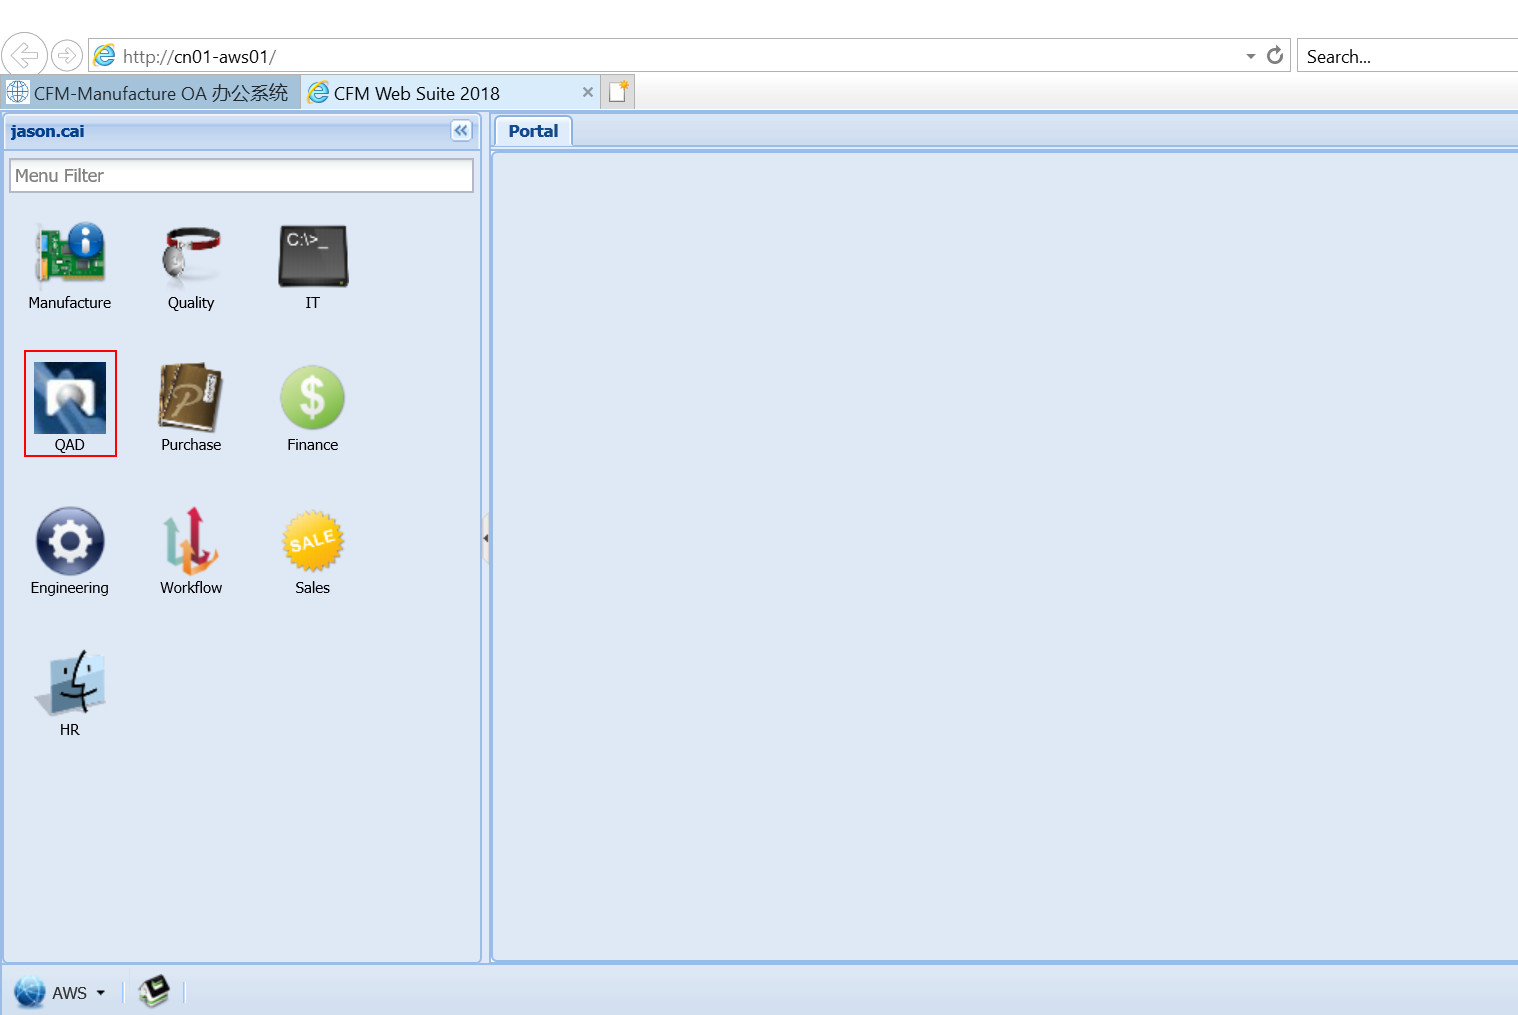 http://cn01-aws01/
Search...
CFM-Manufacture OA 办公系统
CFM Web Suite 2018
jason.cai
Portal
Menu Filter
C:\>_
Manufacture
Quality
IT
QAD
Purchase
Finance
SALE
Engineering
Workflow
Sales
HR
AWS